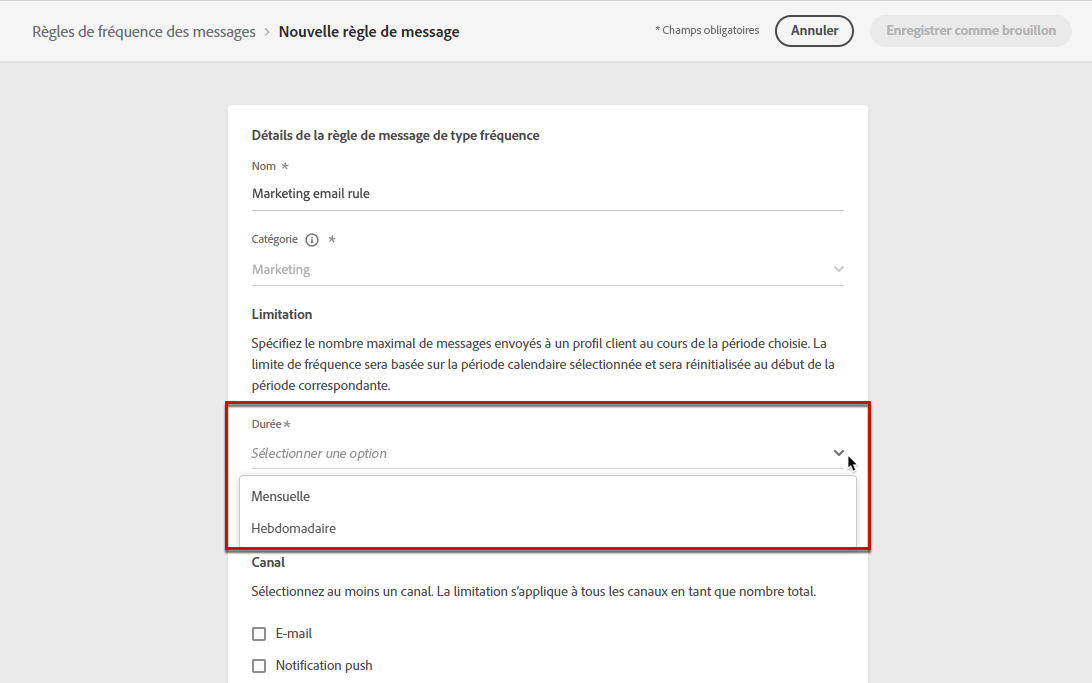 Règles de fréquence des messages › Nouvelle règle de message
* Champs obligatoires
Annuler
Enregistrer comme brouillon
Détails de la règle de message de type fréquence
Nom *
Marketing email rule
Catégorie *
Marketing
Limitation
Spécifiez le nombre maximal de messages envoyés à un profil client au cours de la période choisie. La
limite de fréquence sera basée sur la période calendaire sélectionnée et sera réinitialisée au début de la
période correspondante.
Durée *
Sélectionner une option
Mensuelle
Hebdomadaire
Canal
Sélectionnez au moins un canal. La limitation s’applique à tous les canaux en tant que nombre total.
E-mail
Notification push